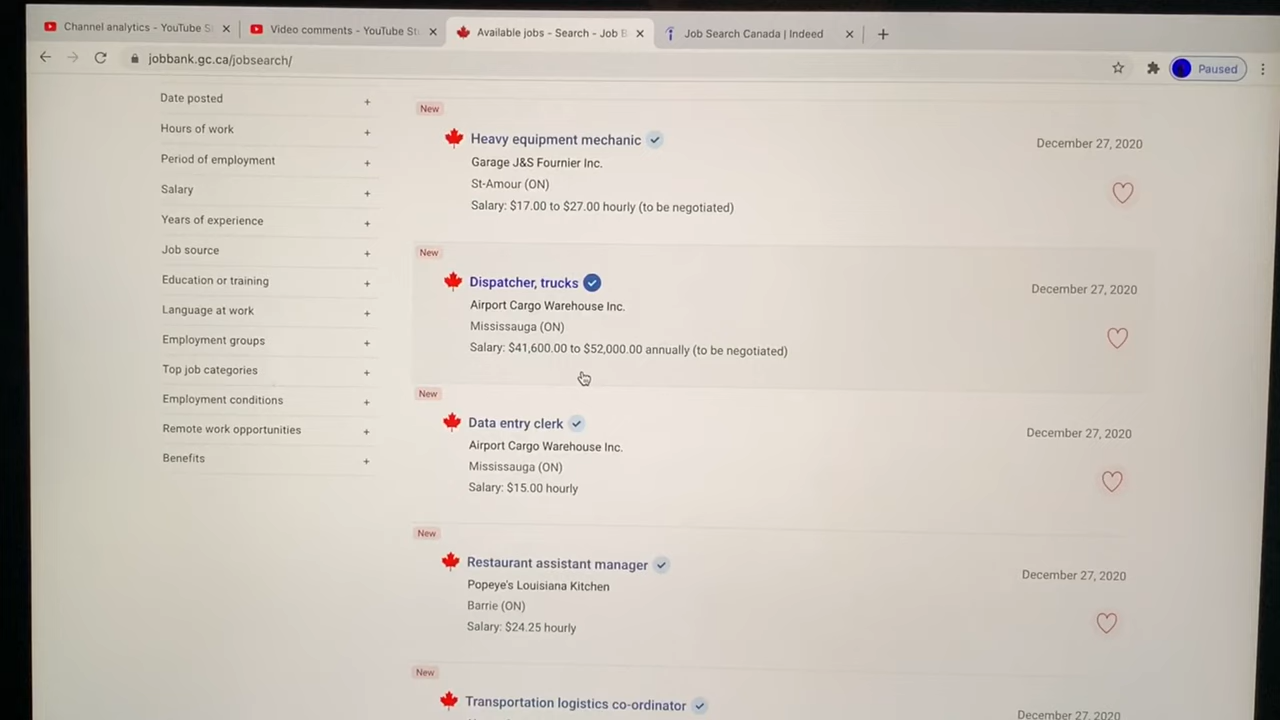 Channel analytics - YouTube S
Video comments - YouTube St
Available jobs - Search - Job B
Job Search Canada | Indeed
jobbank.gc.ca/jobsearch/
Paused
Date posted
Hours of work
Period of employment
Salary
Years of experience
Job source
Education or training
Language at work
Employment groups
Top job categories
Employment conditions
Remote work opportunities
Benefits
New
Heavy equipment mechanic
December 27, 2020
Garage J&S Fournier Inc.
St-Amour (ON)
Salary: $17.00 to $27.00 hourly (to be negotiated)
New
Dispatcher, trucks
December 27, 2020
Airport Cargo Warehouse Inc.
Mississauga (ON)
Salary: $41,600.00 to $52,000.00 annually (to be negotiated)
New
Data entry clerk
December 27, 2020
Airport Cargo Warehouse Inc.
Mississauga (ON)
Salary: $15.00 hourly
New
Restaurant assistant manager
December 27, 2020
Popeye's Louisiana Kitchen
Barrie (ON)
Salary: $24.25 hourly
New
Transportation logistics co-ordinator
December 27, 2020